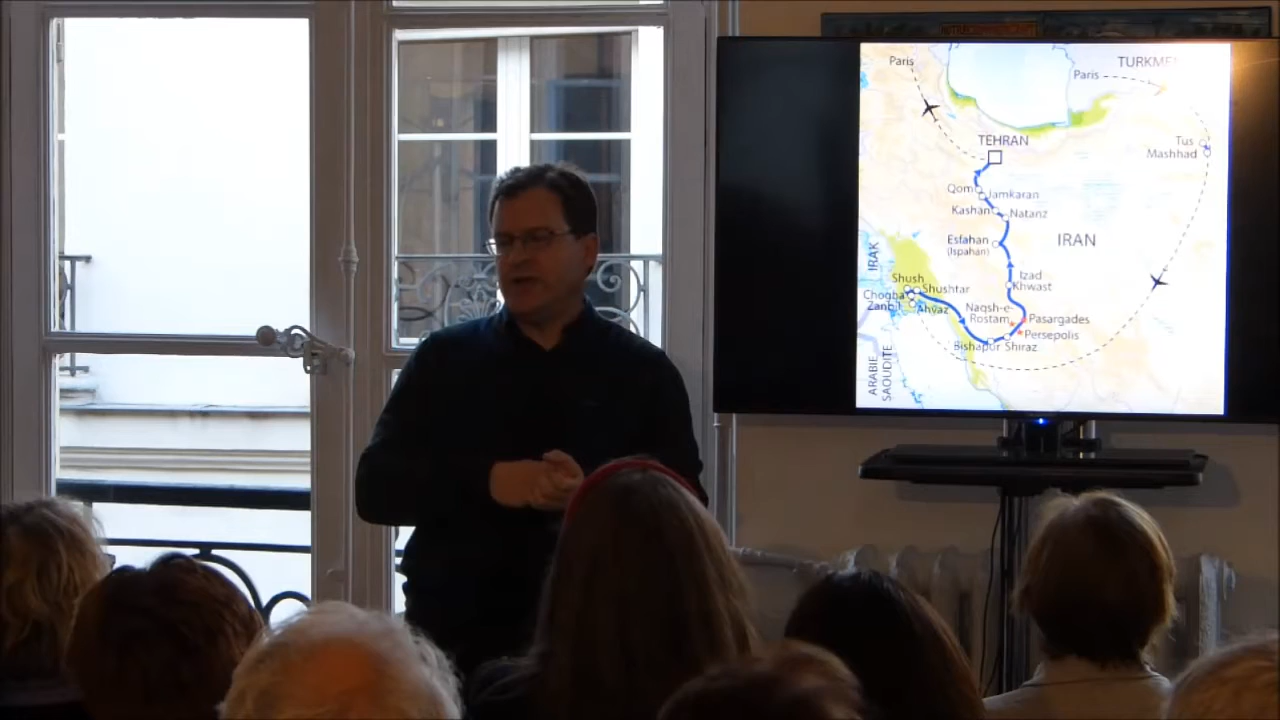 Paris
TURKME
Paris
TEHRAN
Tus
Mashhad
Qom
Jamkaran
Kashan
Natanz
Esfahan
(Ispahan)
IRAN
IRAK
Izad
Khwast
Shush
Shushtar
Chogha
Zanbil
Ahvaz
Naqsh-e
Rostam
Pasargades
Persepolis
Bishapur
Shiraz
ARABIE
SAOUDITE